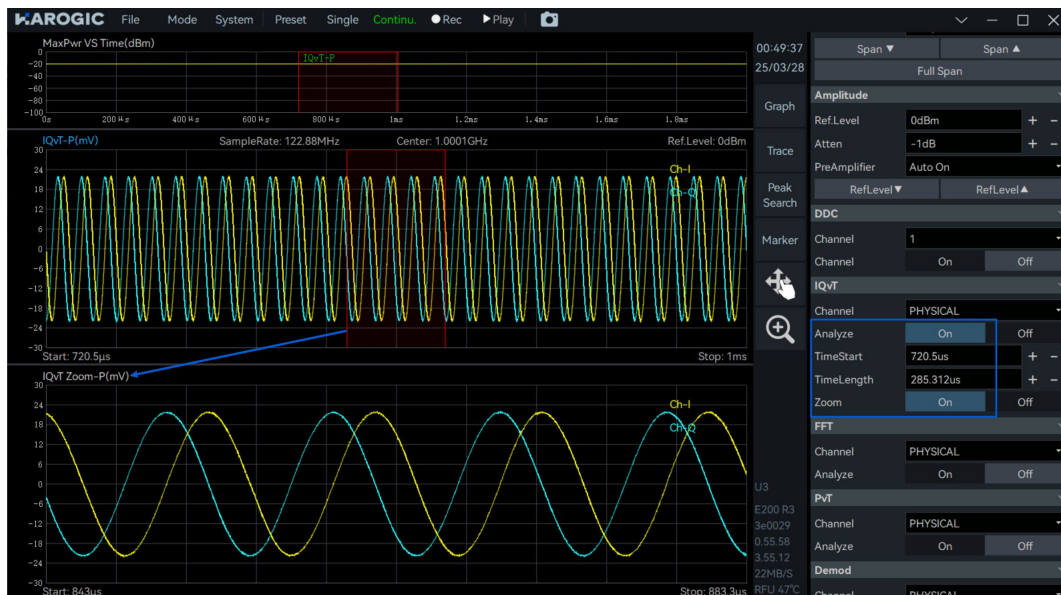 HAROGIC File Mode System Preset Single Continu. Rec Play
MaxPwr VS Time(dBm)
IQvT-P
0
-20
-40
-60
-80
-100
0s 200μs 400μs 600μs 800μs 1ms 1.2ms 1.4ms 1.6ms 1.8ms
IQvT-P(mV) SampleRate: 122.88MHz Center: 1.0001GHz Ref.Level: 0dBm
Ch-I
Ch-Q
30
24
18
12
6
0
-6
-12
-18
-24
-30
Start: 720.5μs Stop: 1ms
IQvT Zoom-P(mV)
Ch-I
Ch-Q
30
24
18
12
6
0
-6
-12
-18
-24
-30
Start: 843us Stop: 883.3us
00:49:37
25/03/28
Graph
Trace
Peak
Search
Marker
U3
E200 R3
3e0029
0.55.58
3.55.12
22MB/S
RFU 47°C
Span ▼ Span ▲
Full Span
Amplitude
Ref.Level 0dBm + -
Atten -1dB + -
PreAmplifier Auto On
RefLevel▼ RefLevel▲
DDC
Channel 1
Channel On Off
IQvT
Channel PHYSICAL
Analyze On Off
TimeStart 720.5us + -
TimeLength 285.312us + -
Zoom On Off
FFT
Channel PHYSICAL
Analyze On Off
PvT
Channel PHYSICAL
Analyze On Off
Demod
Channel PHYSICAL